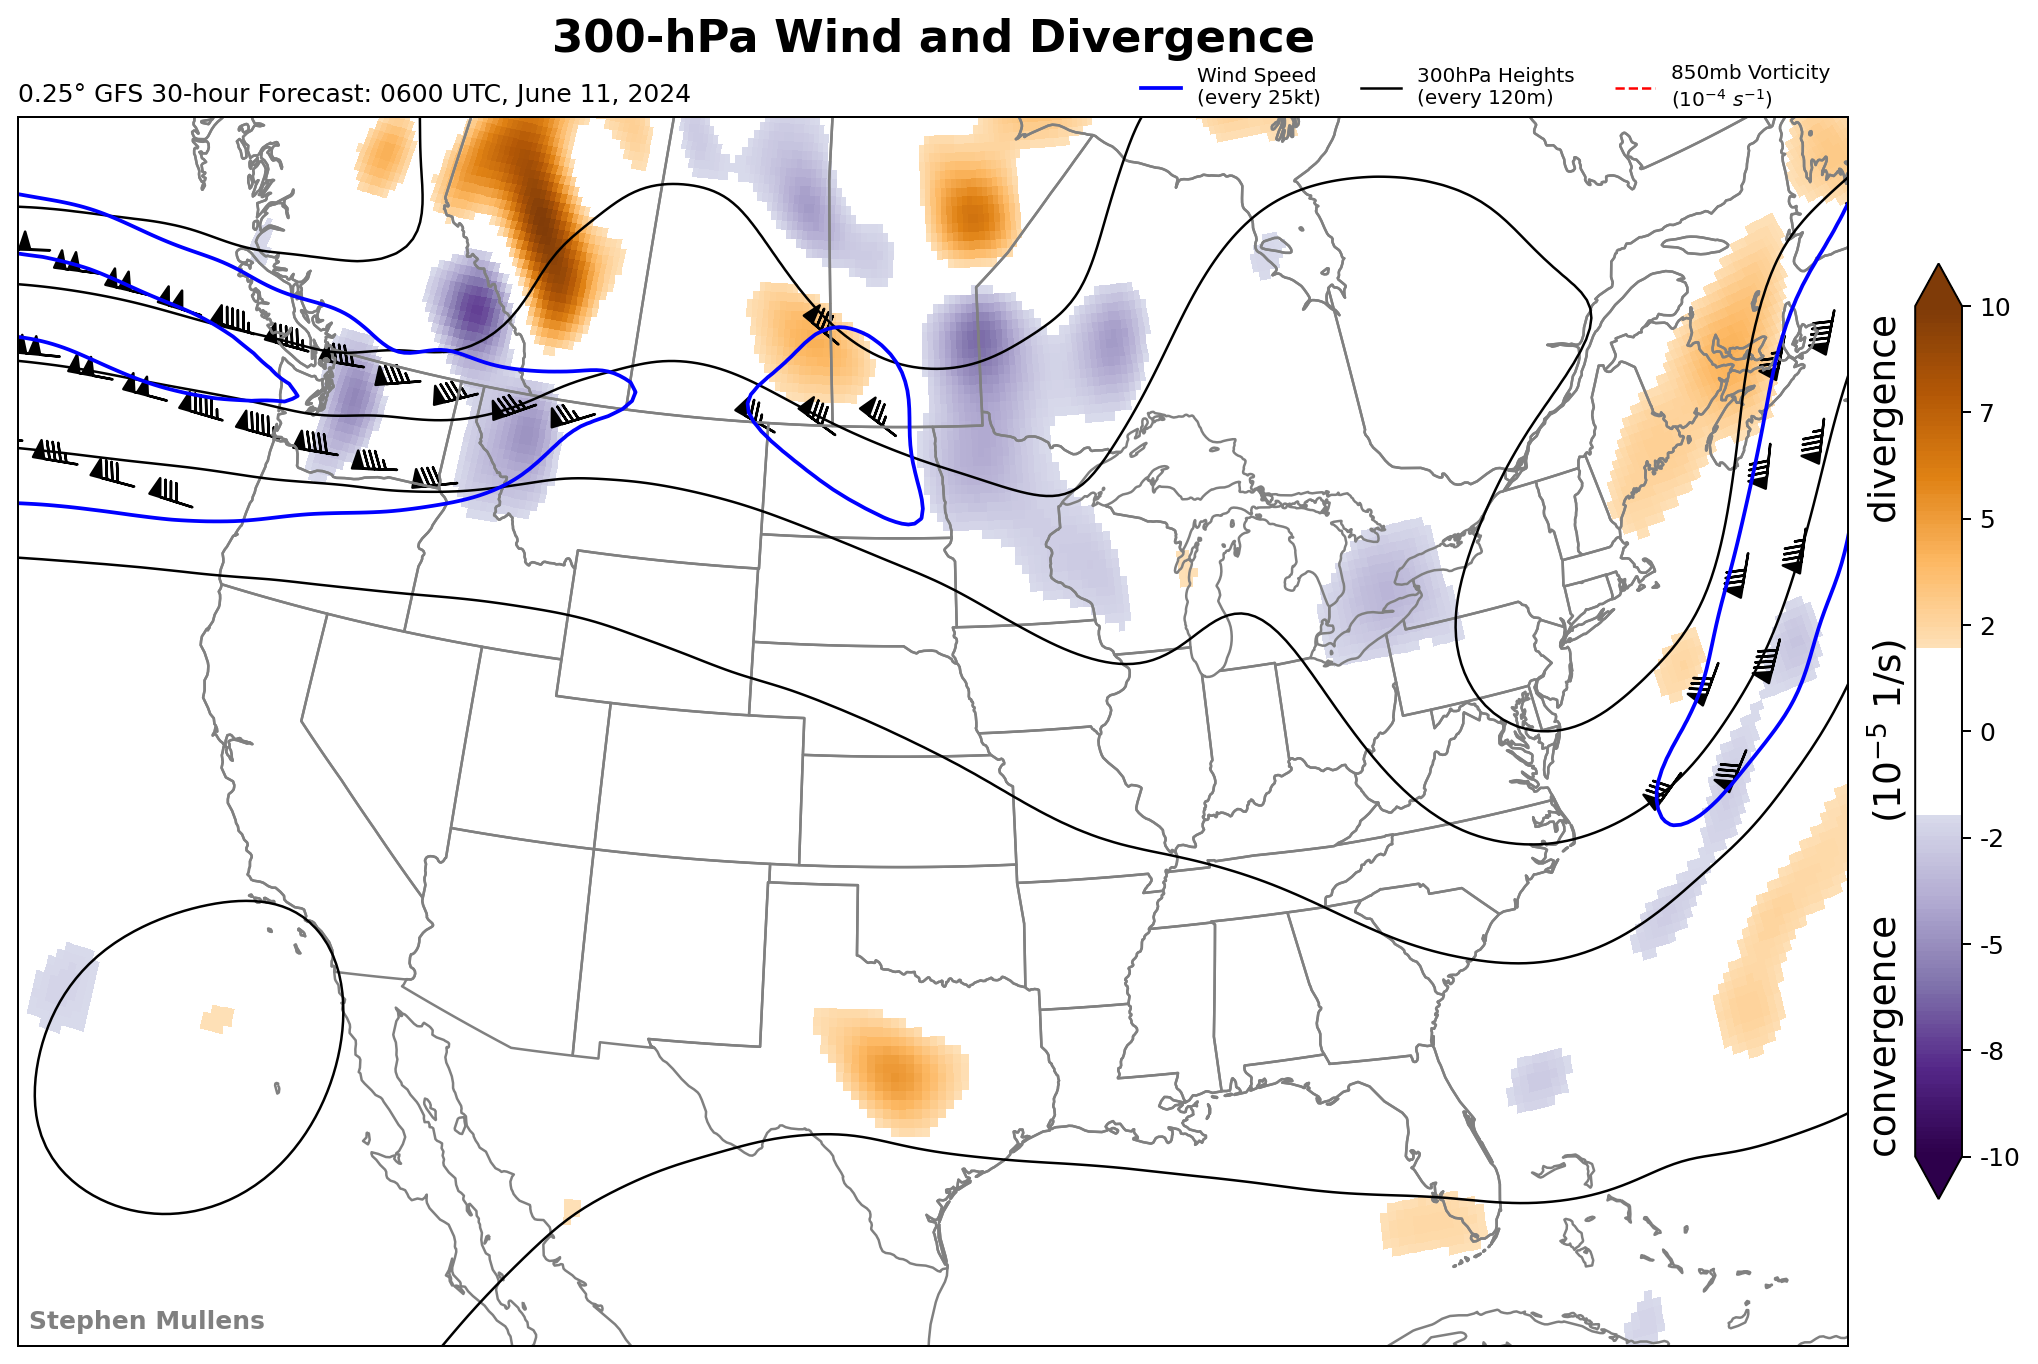 300-hPa Wind and Divergence
0.25° GFS 30-hour Forecast: 0600 UTC, June 11, 2024
Wind Speed
(every 25kt)
300hPa Heights
(every 120m)
850mb Vorticity
(10⁻⁴ s⁻¹)
10
7
5
2
0
-2
-5
-8
-10
convergence (10⁻⁵ 1/s) divergence
Stephen Mullens